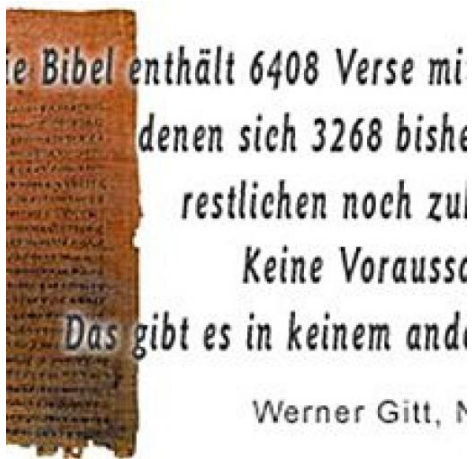 ie Bibel enthält 6408 Verse mi
denen sich 3268 bishe
restlichen noch zu
Keine Voraussa
Das gibt es in keinem ande
Werner Gitt, N